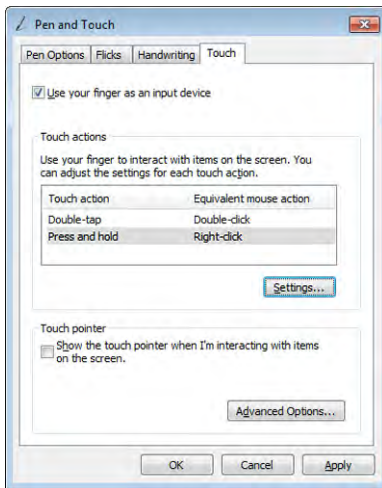 Pen and Touch
Pen Options Flicks Handwriting Touch
Use your finger as an input device
Touch actions
Use your finger to interact with items on the screen. You
can adjust the settings for each touch action.
Touch action Equivalent mouse action
Double-tap Double-click
Press and hold Right-click
Settings...
Touch pointer
Show the touch pointer when I'm interacting with items
on the screen.
Advanced Options...
OK Cancel Apply